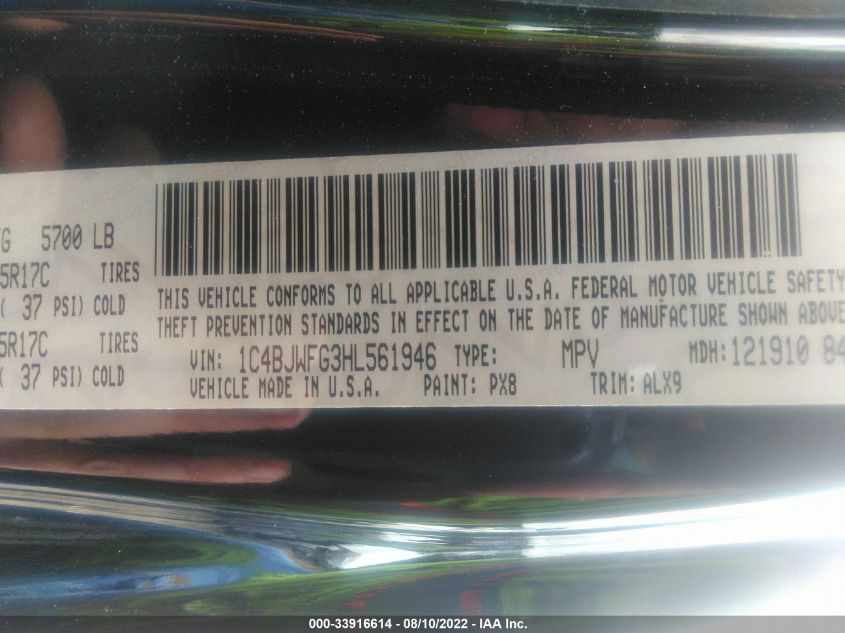 5700 LB
5R17C TIRES
( 37 PSI) COLD
5R17C TIRES
( 37 PSI) COLD
THIS VEHICLE CONFORMS TO ALL APPLICABLE U.S.A. FEDERAL MOTOR VEHICLE SAFETY
THEFT PREVENTION STANDARDS IN EFFECT ON THE DATE OF MANUFACTURE SHOWN ABOVE
VIN: 1C4BJWFG3HL561946 TYPE: MPV MDH: 121910 84
VEHICLE MADE IN U.S.A. PAINT: PX8 TRIM: ALX9
000-33916614 - 08/10/2022 - IAA Inc.